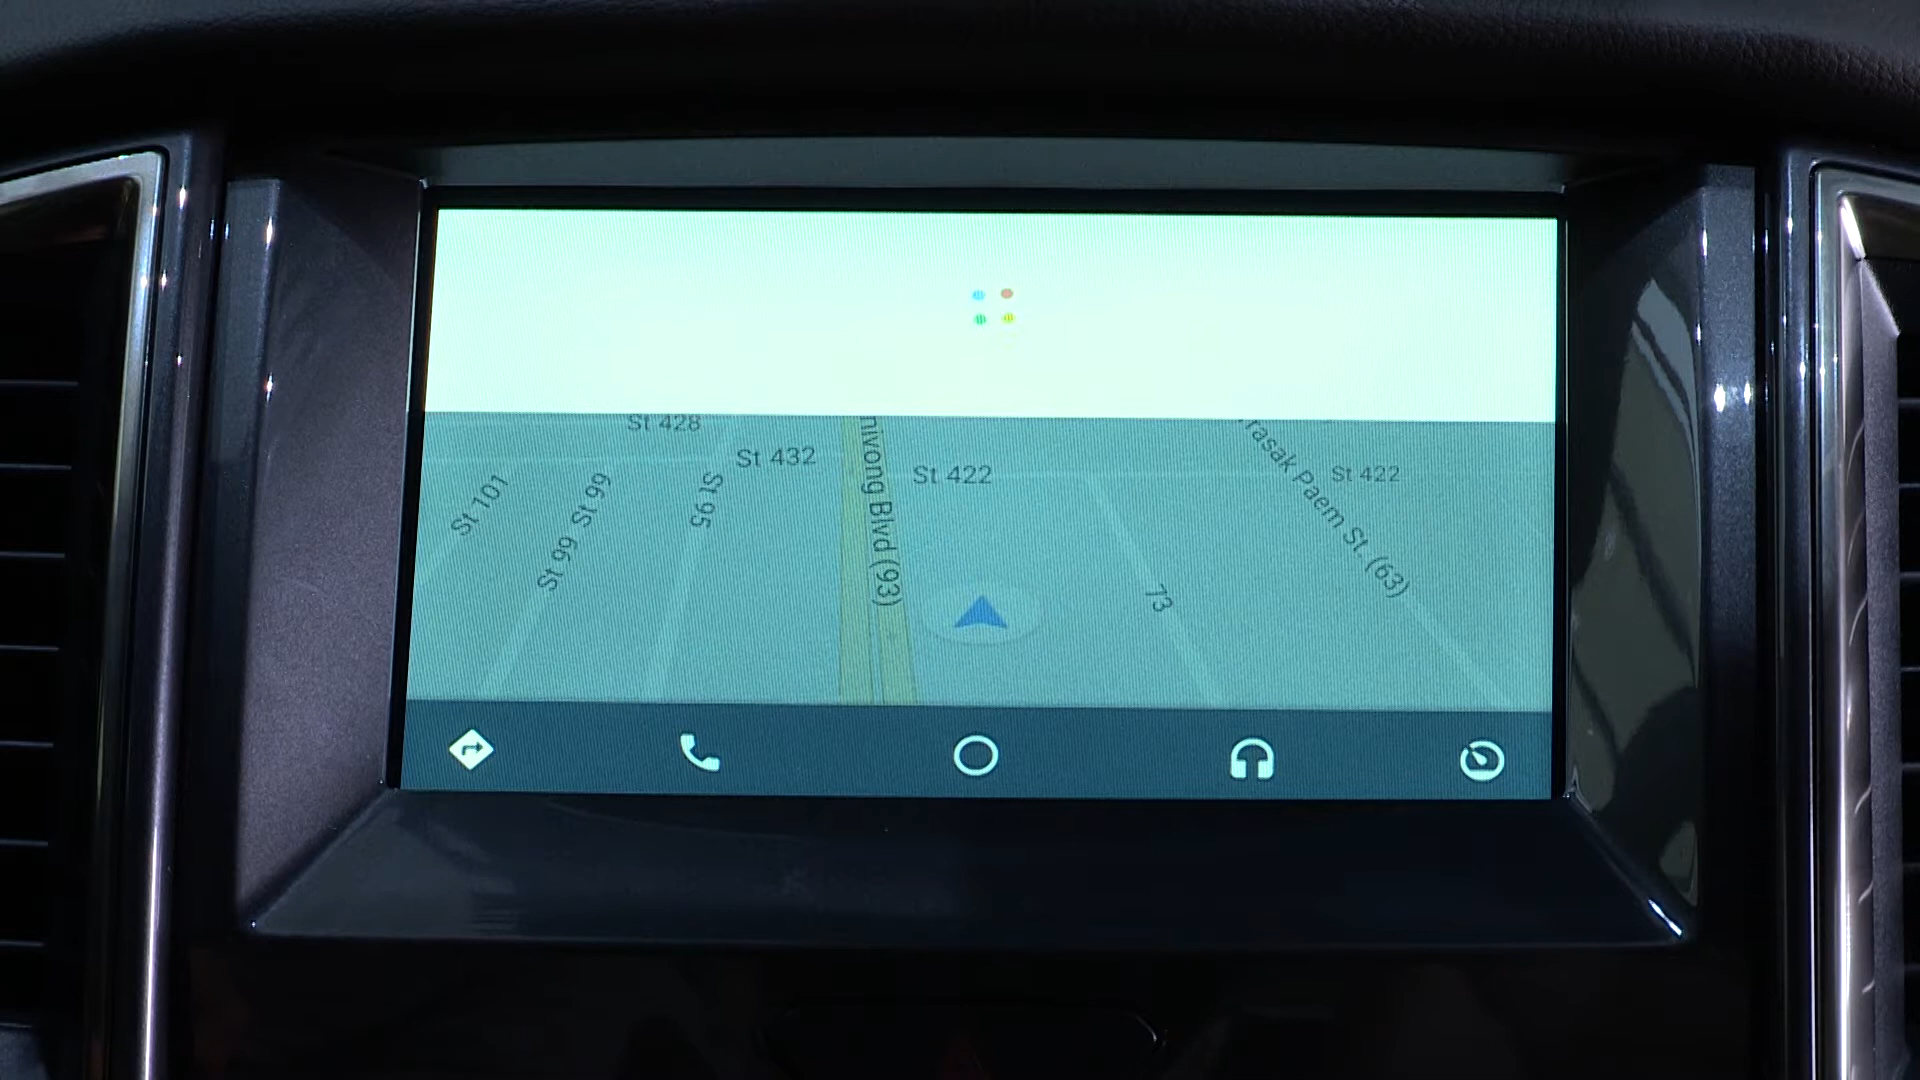 St 428
St 432
St 422
St 422
St 101
St 99
St 99
St 95
nivong Blvd (93)
73
rasak Paem St. (63)